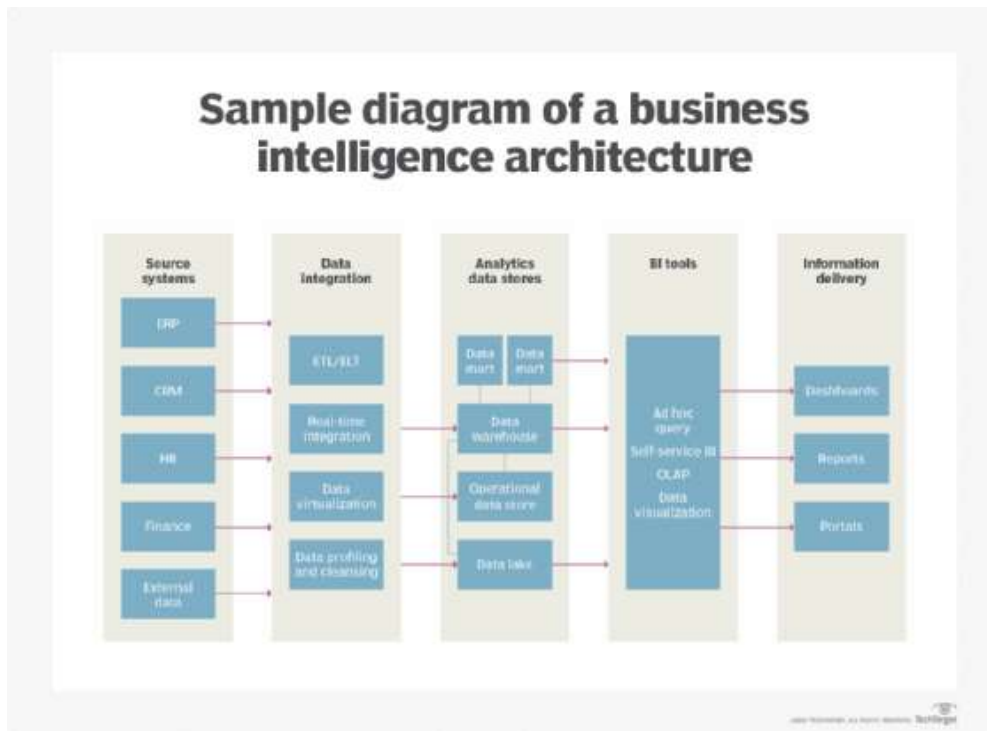 Sample diagram of a business
intelligence architecture
Source
systems
ERP
CRM
HR
Finance
External
data
Data
integration
ETL/ELT
Real-time
integration
Data
virtualization
Data profiling
and cleansing
Analytics
data stores
Data
mart
Data
mart
Data
warehouse
Operational
data store
Data lake
BI tools
Ad hoc
query
Self-service BI
OLAP
Data
visualization
Information
delivery
Dashboards
Reports
Portals
ALL RIGHTS RESERVED TechTarget